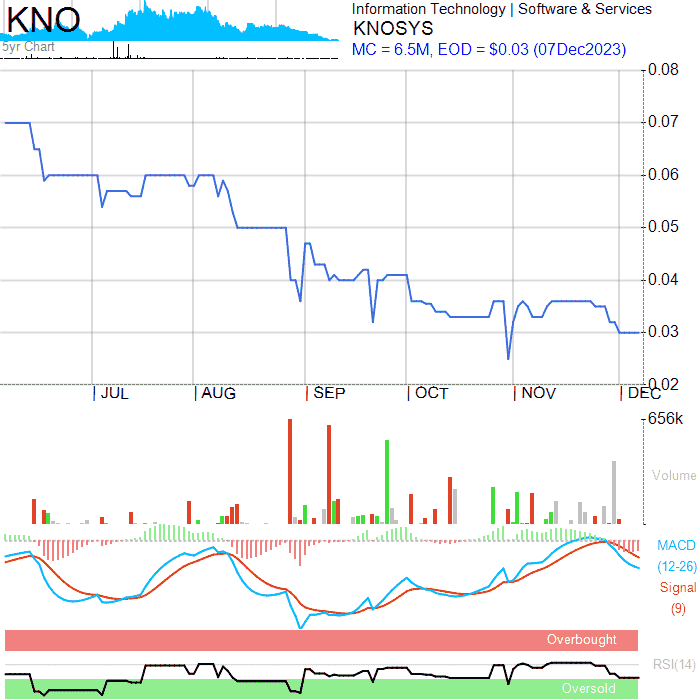 KNO
5yr Chart
Information Technology | Software & Services
KNOSYS
MC = 6.5M, EOD = $0.03 (07Dec2023)
0.08
0.07
0.06
0.05
0.04
0.03
0.02
JUL AUG SEP OCT NOV DEC
656k
Volume
MACD
(12-26)
Signal
(9)
Overbought
RSI(14)
Oversold